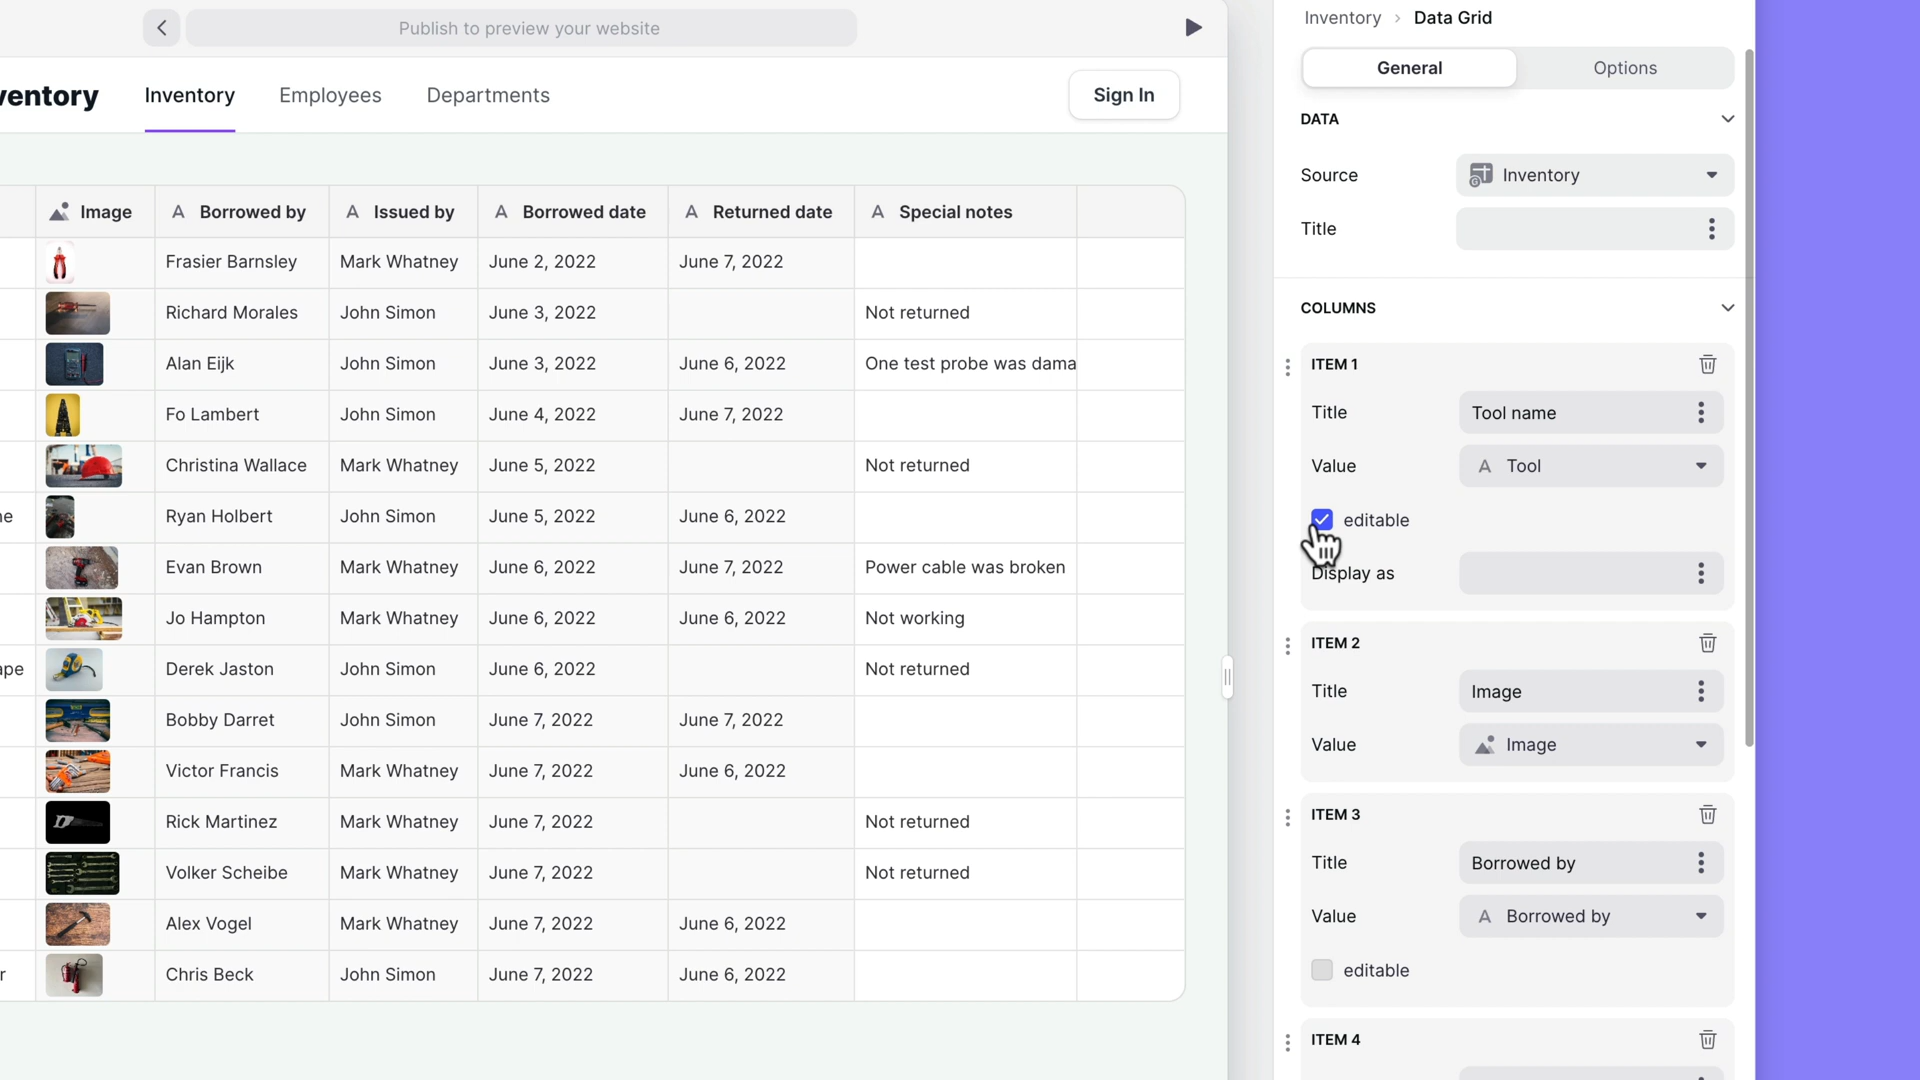 Publish to preview your website
ventory
Inventory
Employees
Departments
Sign In
Image
A Borrowed by
A Issued by
A Borrowed date
A Returned date
A Special notes
Frasier Barnsley Mark Whatney June 2, 2022 June 7, 2022
Richard Morales John Simon June 3, 2022 Not returned
Alan Eijk John Simon June 3, 2022 June 6, 2022 One test probe was dama
Fo Lambert John Simon June 4, 2022 June 7, 2022
Christina Wallace Mark Whatney June 5, 2022 Not returned
ne Ryan Holbert John Simon June 5, 2022 June 6, 2022
Evan Brown Mark Whatney June 6, 2022 June 7, 2022 Power cable was broken
Jo Hampton Mark Whatney June 6, 2022 June 6, 2022 Not working
ape Derek Jaston John Simon June 6, 2022 Not returned
Bobby Darret John Simon June 7, 2022 June 7, 2022
Victor Francis Mark Whatney June 7, 2022 June 6, 2022
Rick Martinez Mark Whatney June 7, 2022 Not returned
Volker Scheibe Mark Whatney June 7, 2022 Not returned
Alex Vogel Mark Whatney June 7, 2022 June 6, 2022
r Chris Beck John Simon June 7, 2022 June 6, 2022
Inventory > Data Grid
General
Options
DATA
Source Inventory
Title
COLUMNS
ITEM 1
Title Tool name
Value A Tool
editable
Display as
ITEM 2
Title Image
Value Image
ITEM 3
Title Borrowed by
Value A Borrowed by
editable
ITEM 4